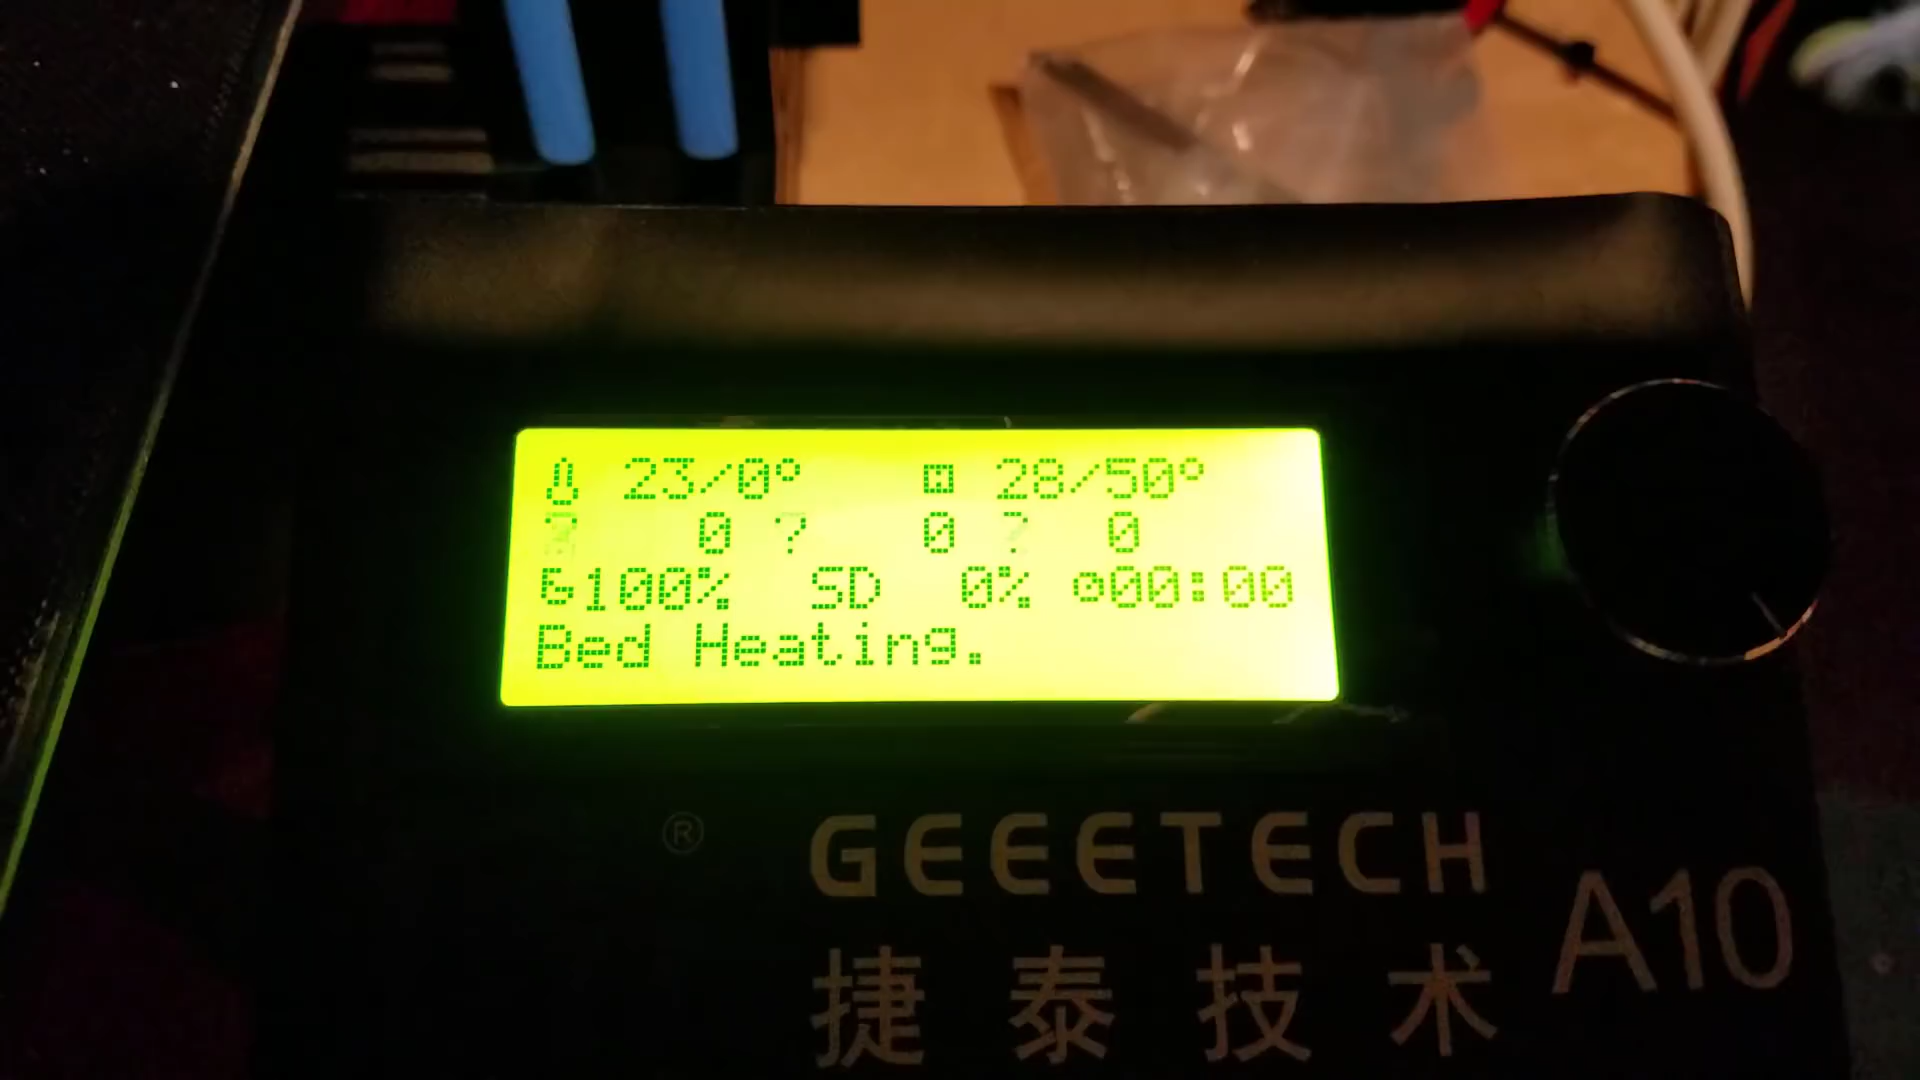 23/0° 28/50°
? 0 ? 0 ? 0
100% SD 0% 00:00
Bed Heating.
® GEEETECH
A10
捷泰技术